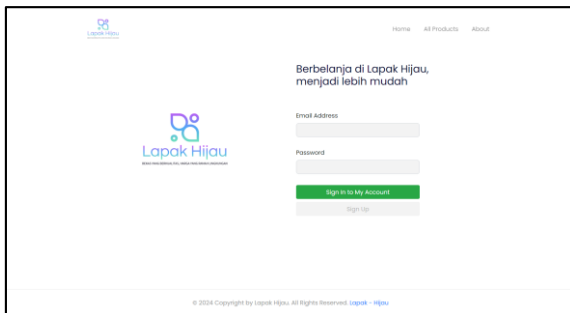 Lapak Hijau
Home All Products About
Berbelanja di Lapak Hijau,
menjadi lebih mudah
Email Address
Lapak Hijau
Password
Sign In to My Account
Sign Up
© 2024 Copyright by Lapak Hijau. All Rights Reserved. Lapak - Hijau